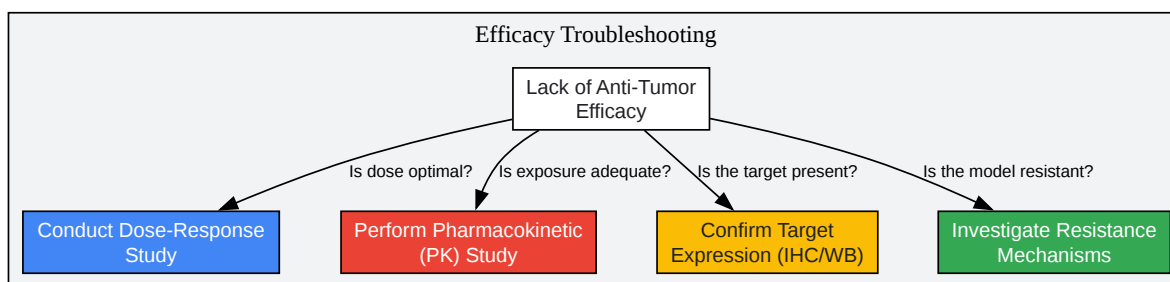 Efficacy Troubleshooting
Lack of Anti-Tumor
Efficacy
Is dose optimal?
Is exposure adequate?
Is the target present?
Is the model resistant?
Conduct Dose-Response
Study
Perform Pharmacokinetic
(PK) Study
Confirm Target
Expression (IHC/WB)
Investigate Resistance
Mechanisms